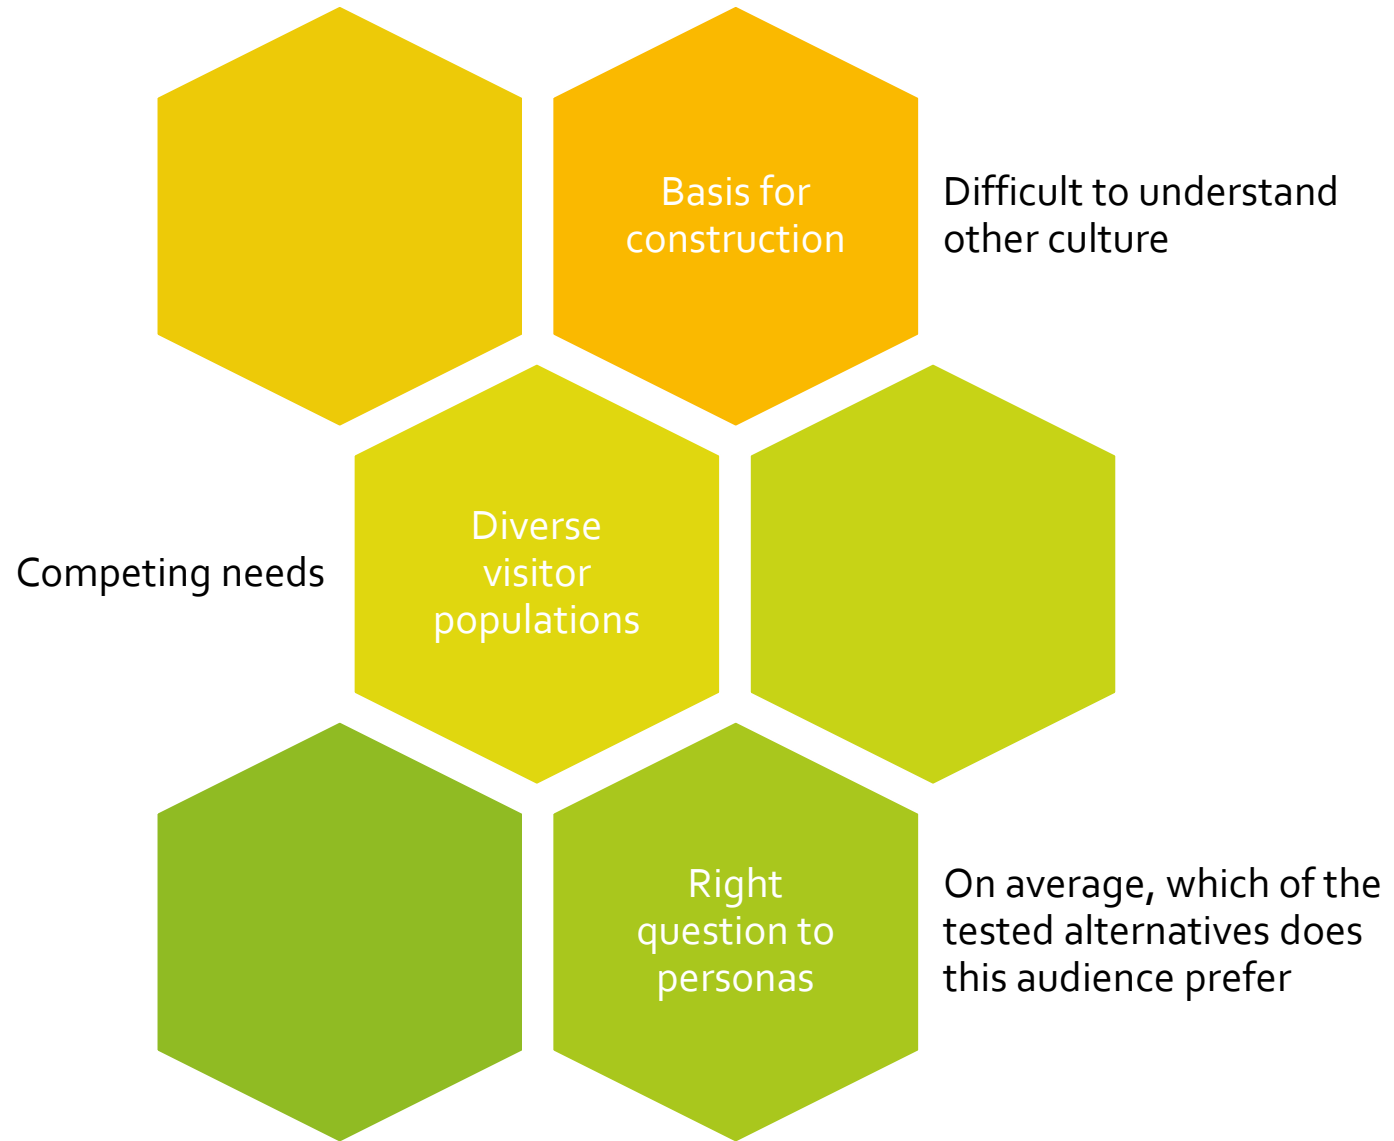 Basis for
construction
Difficult to understand
other culture
Competing needs
Diverse
visitor
populations
Right
question to
personas
On average, which of the
tested alternatives does
this audience prefer